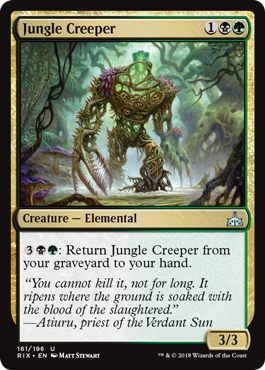 Jungle Creeper 1
Creature — Elemental
3: Return Jungle Creeper from
your graveyard to your hand.
“You cannot kill it, not for long. It
ripens where the ground is soaked with
the blood of the slaughtered.”
—Atiuru, priest of the Verdant Sun
3/3
161/196 U
RIX • EN MATT STEWART
™ & © 2018 Wizards of the Coast